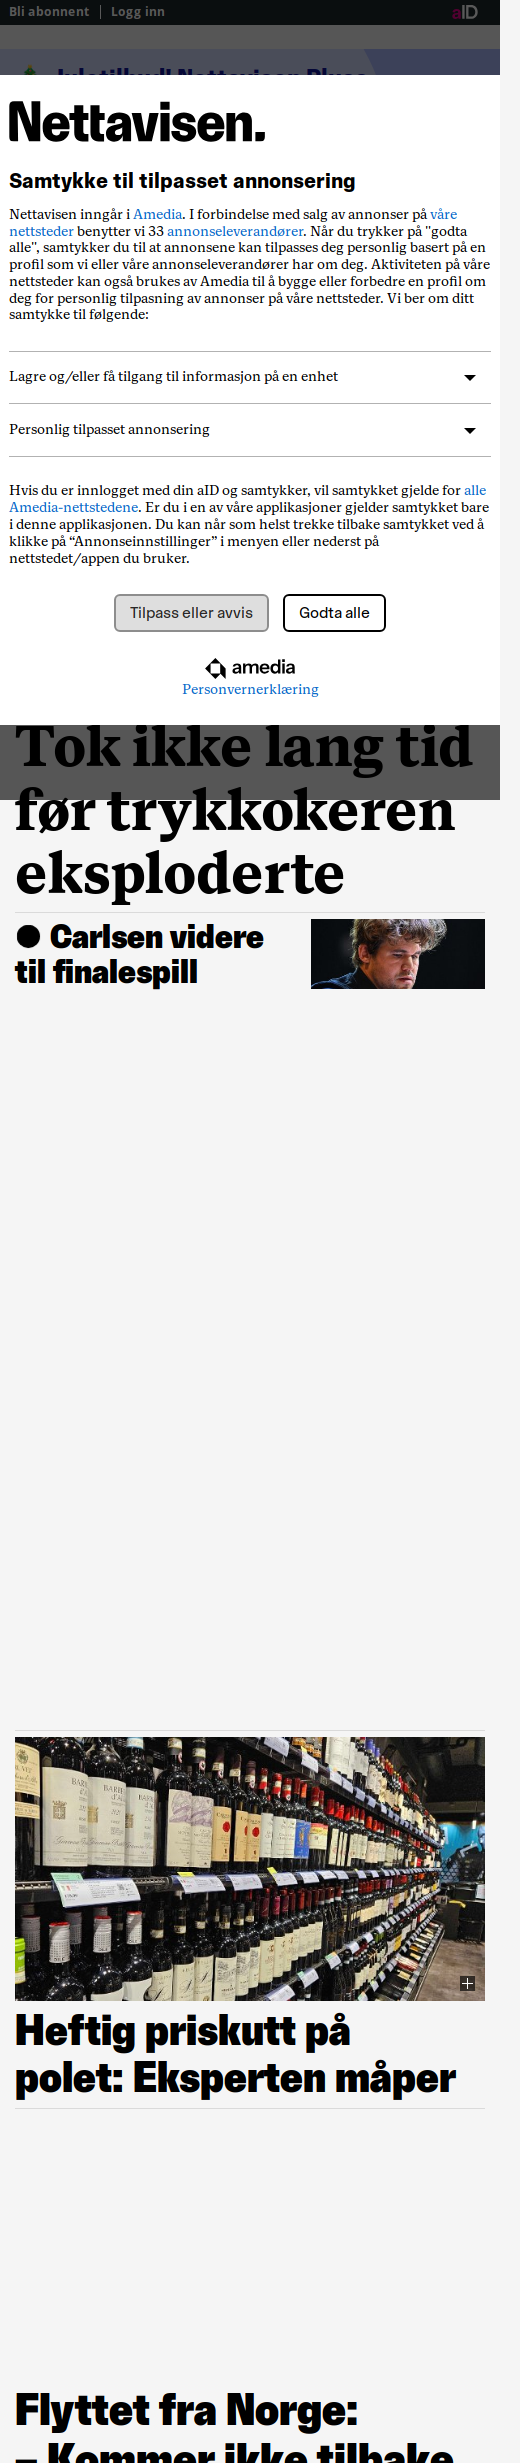 Bli abonnent | Logg inn
aID
Nettavisen.
Samtykke til tilpasset annonsering
Nettavisen inngår i Amedia. I forbindelse med salg av annonser på våre
nettsteder benytter vi 33 annonseleverandører. Når du trykker på "godta
alle", samtykker du til at annonsene kan tilpasses deg personlig basert på en
profil som vi eller våre annonseleverandører har om deg. Aktiviteten på våre
nettsteder kan også brukes av Amedia til å bygge eller forbedre en profil om
deg for personlig tilpasning av annonser på våre nettsteder. Vi ber om ditt
samtykke til følgende:
Lagre og/eller få tilgang til informasjon på en enhet
Personlig tilpasset annonsering
Hvis du er innlogget med din aID og samtykker, vil samtykket gjelde for alle
Amedia-nettstedene. Er du i en av våre applikasjoner gjelder samtykket bare
i denne applikasjonen. Du kan når som helst trekke tilbake samtykket ved å
klikke på “Annonseinnstillinger” i menyen eller nederst på
nettstedet/appen du bruker.
Tilpass eller avvis
Godta alle
amedia
Personvernerklæring
Tok ikke lang tid
før trykkokeren
eksploderte
Carlsen videre
til finalespill
Heftig priskutt på
polet: Eksperten måper
Flyttet fra Norge:
– Kommer ikke tilbake